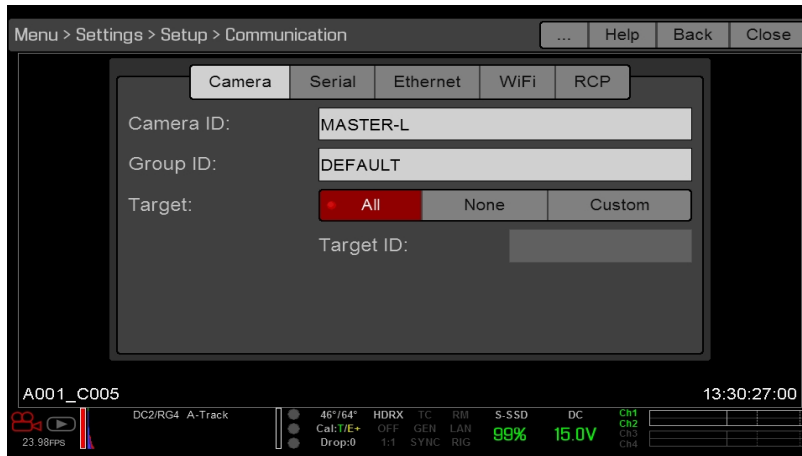 Menu > Settings > Setup > Communication
... Help Back Close
Camera Serial Ethernet WiFi RCP
Camera ID: MASTER-L
Group ID: DEFAULT
Target: All None Custom
Target ID:
A001_C005 13:30:27:00
DC2/RG4 A-Track 46°/64° HDRX TC RM S-SSD DC Ch1
Cal:T/E+ OFF GEN LAN 99% 15.0V Ch2
23.98FPS Drop:0 1:1 SYNC RIG Ch3
Ch4